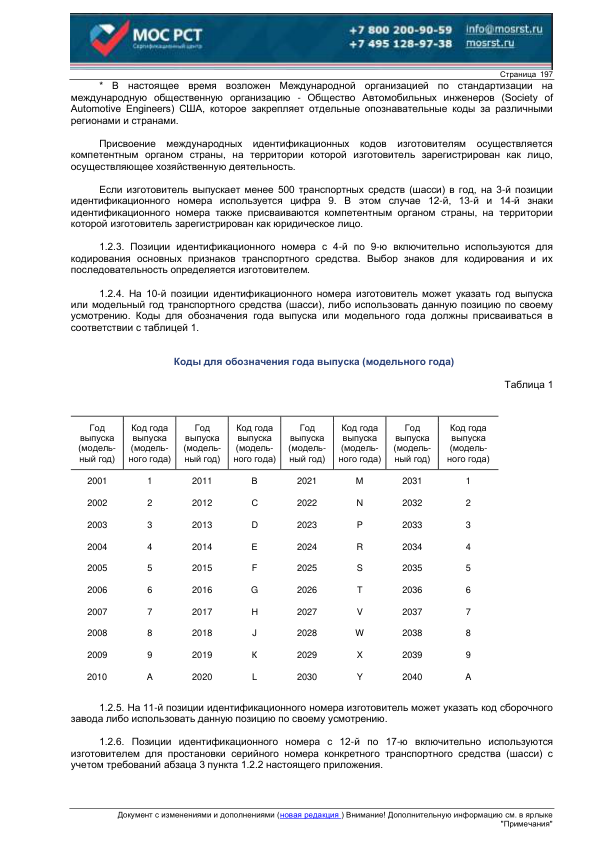 МОС РСТ
Сертификационный центр
+7 800 200-90-59 info@mosrst.ru
+7 495 128-97-38 mosrst.ru
Страница 197
* В настоящее время возложен Международной организацией по стандартизации на
международную общественную организацию - Общество Автомобильных инженеров (Society of
Automotive Engineers) США, которое закрепляет отдельные опознавательные коды за различными
регионами и странами.
Присвоение международных идентификационных кодов изготовителям осуществляется
компетентным органом страны, на территории которой изготовитель зарегистрирован как лицо,
осуществляющее хозяйственную деятельность.
Если изготовитель выпускает менее 500 транспортных средств (шасси) в год, на 3-й позиции
идентификационного номера используется цифра 9. В этом случае 12-й, 13-й и 14-й знаки
идентификационного номера также присваиваются компетентным органом страны, на территории
которой изготовитель зарегистрирован как юридическое лицо.
1.2.3. Позиции идентификационного номера с 4-й по 9-ю включительно используются для
кодирования основных признаков транспортного средства. Выбор знаков для кодирования и их
последовательность определяется изготовителем.
1.2.4. На 10-й позиции идентификационного номера изготовитель может указать год выпуска
или модельный год транспортного средства (шасси), либо использовать данную позицию по своему
усмотрению. Коды для обозначения года выпуска или модельного года должны присваиваться в
соответствии с таблицей 1.
Коды для обозначения года выпуска (модельного года)
Таблица 1
Год Код года Год Код года Год Код года Год Код года
выпуска выпуска выпуска выпуска выпуска выпуска выпуска выпуска
(модель- (модель- (модель- (модель- (модель- (модель- (модель- (модель-
ный год) ного года) ный год) ного года) ный год) ного года) ный год) ного года)
2001 1 2011 B 2021 M 2031 1
2002 2 2012 C 2022 N 2032 2
2003 3 2013 D 2023 P 2033 3
2004 4 2014 E 2024 R 2034 4
2005 5 2015 F 2025 S 2035 5
2006 6 2016 G 2026 T 2036 6
2007 7 2017 H 2027 V 2037 7
2008 8 2018 J 2028 W 2038 8
2009 9 2019 K 2029 X 2039 9
2010 A 2020 L 2030 Y 2040 A
1.2.5. На 11-й позиции идентификационного номера изготовитель может указать код сборочного
завода либо использовать данную позицию по своему усмотрению.
1.2.6. Позиции идентификационного номера с 12-й по 17-ю включительно используются
изготовителем для простановки серийного номера конкретного транспортного средства (шасси) с
учетом требований абзаца 3 пункта 1.2.2 настоящего приложения.
Документ с изменениями и дополнениями (новая редакция ) Внимание! Дополнительную информацию см. в ярлыке
"Примечания"